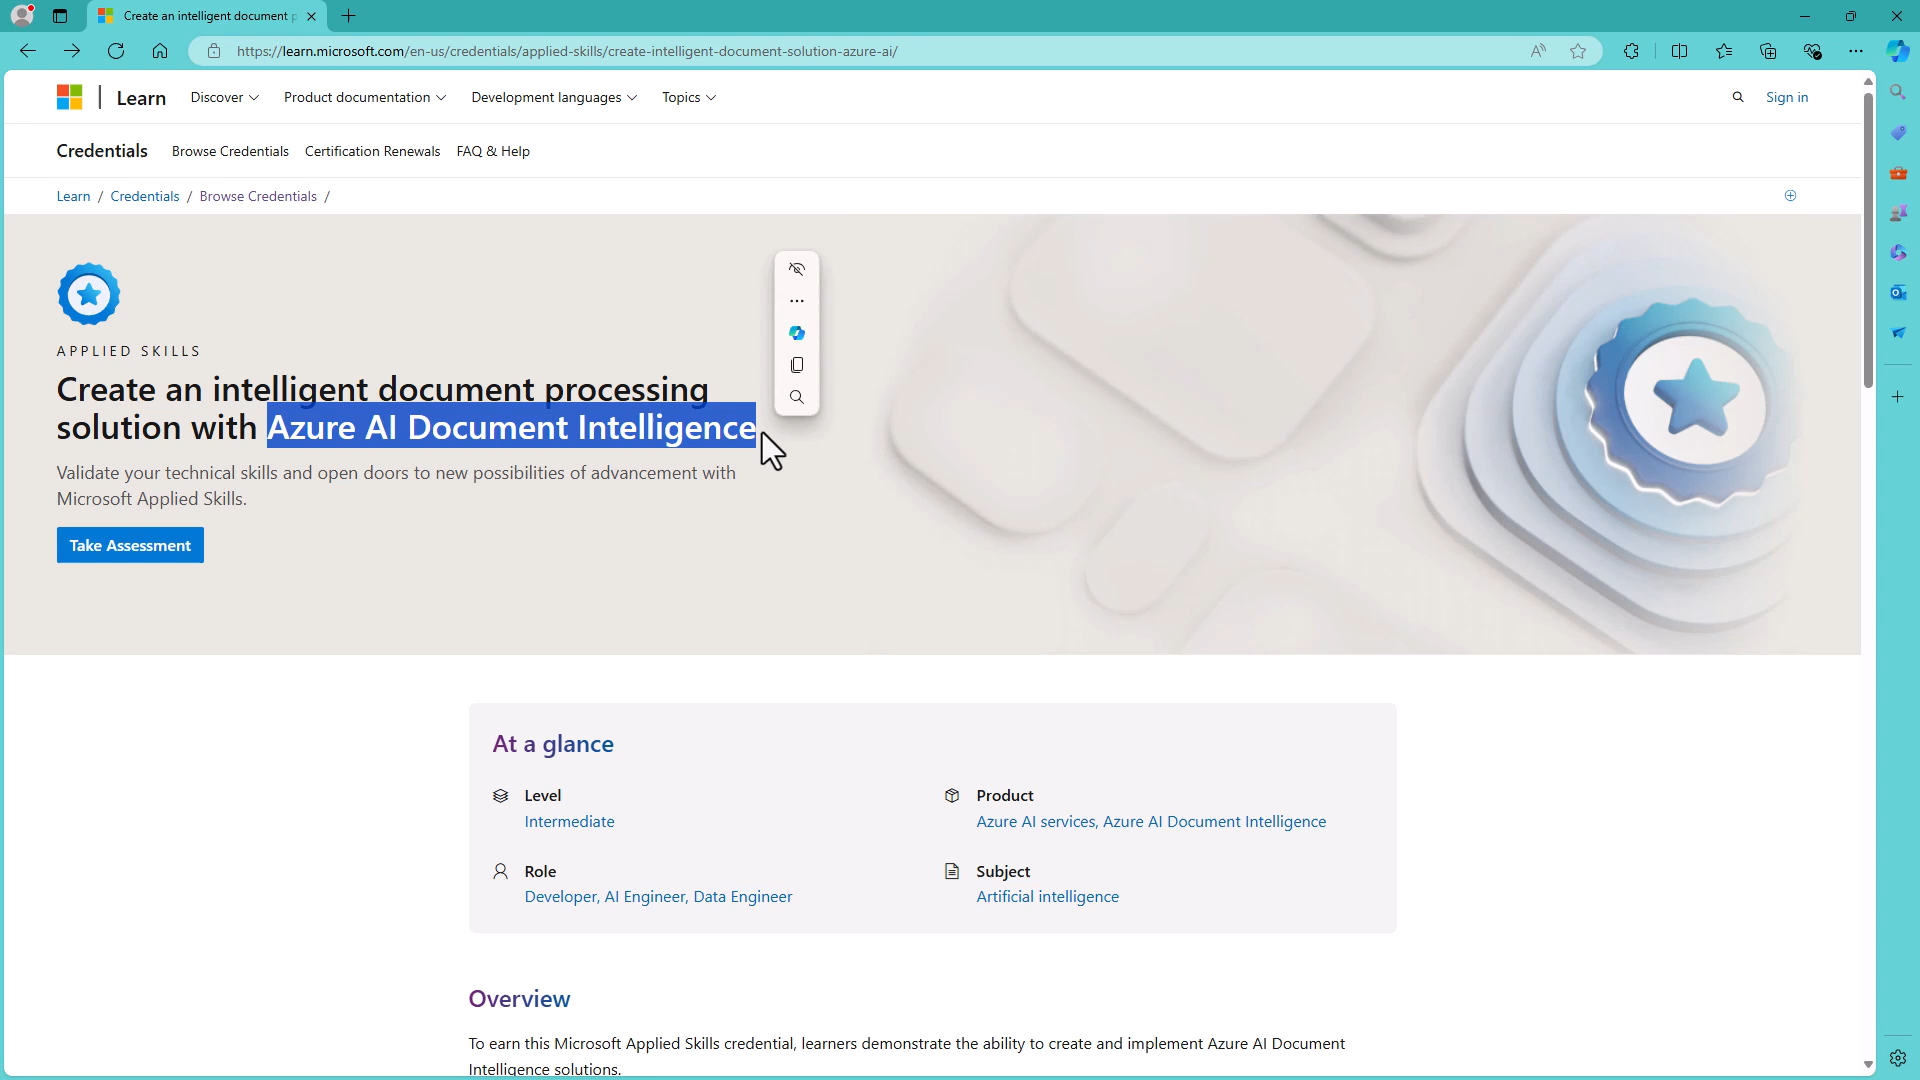 Create an intelligent document p
https://learn.microsoft.com/en-us/credentials/applied-skills/create-intelligent-document-solution-azure-ai/
Learn Discover Product documentation Development languages Topics Sign in
Credentials Browse Credentials Certification Renewals FAQ & Help
Learn / Credentials / Browse Credentials /
APPLIED SKILLS
Create an intelligent document processing
solution with Azure AI Document Intelligence
Validate your technical skills and open doors to new possibilities of advancement with
Microsoft Applied Skills.
Take Assessment
At a glance
Level
Intermediate
Product
Azure AI services, Azure AI Document Intelligence
Role
Developer, AI Engineer, Data Engineer
Subject
Artificial intelligence
Overview
To earn this Microsoft Applied Skills credential, learners demonstrate the ability to create and implement Azure AI Document
Intelligence solutions.